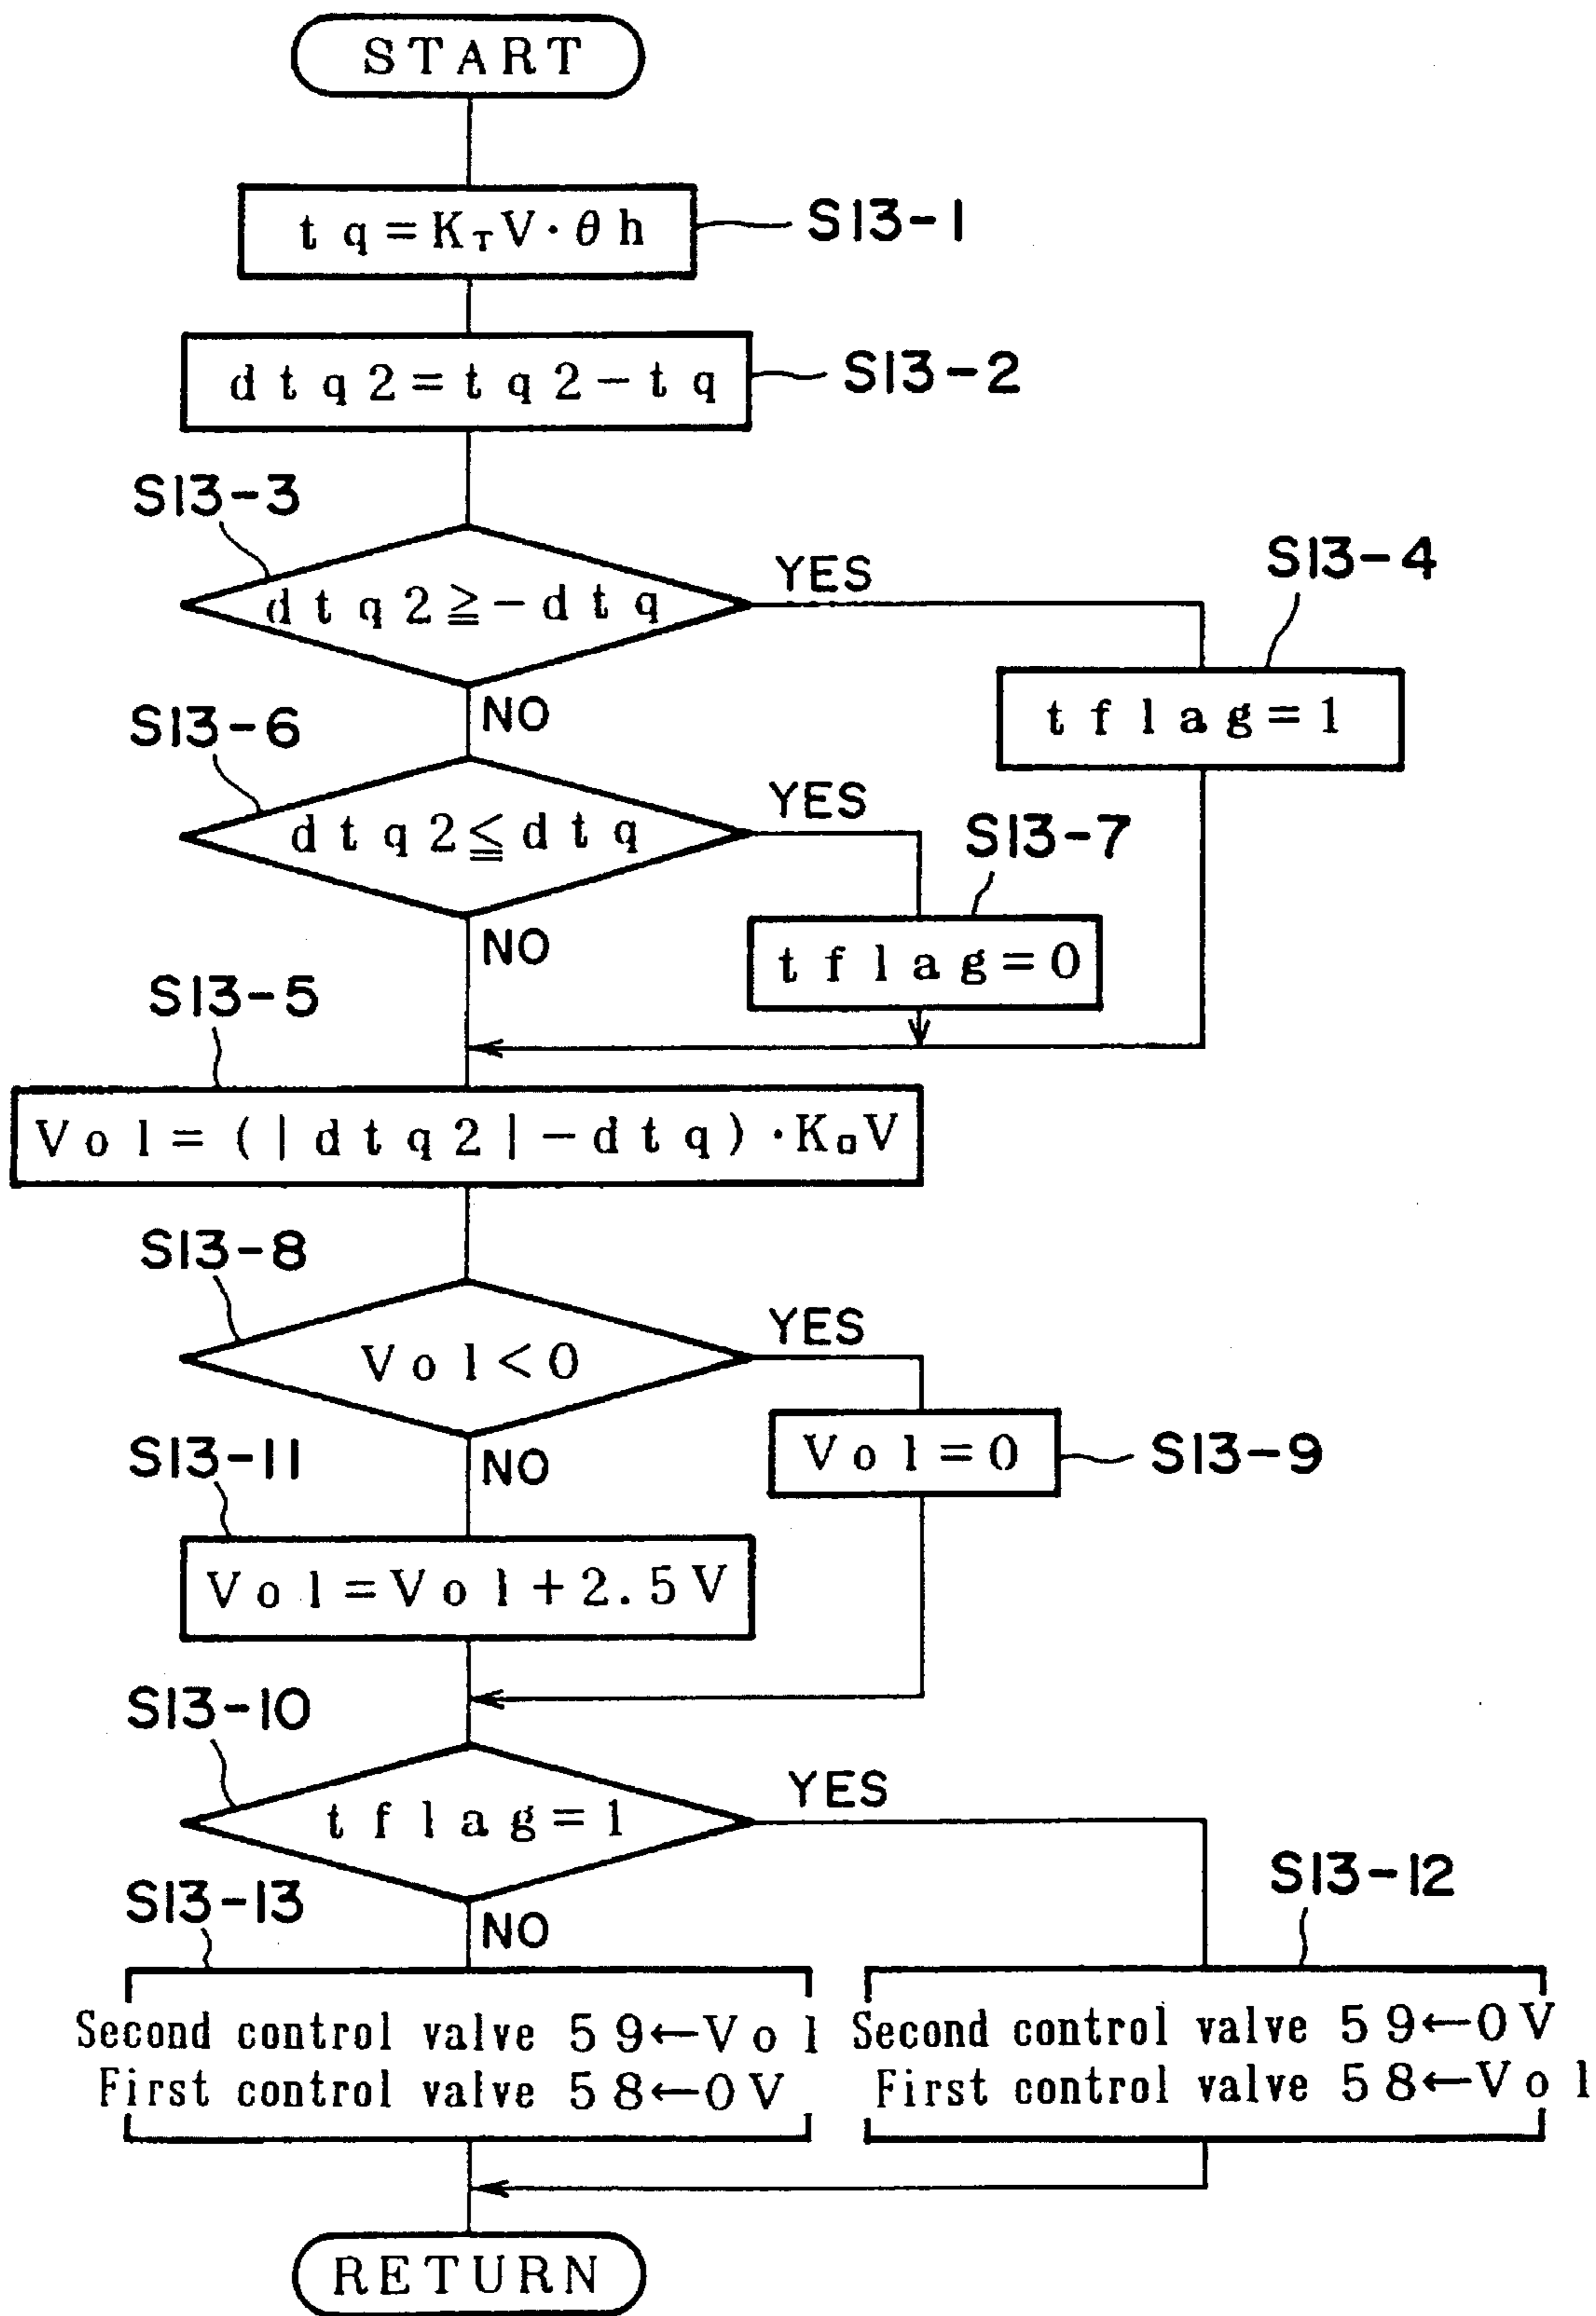 START
tq=KTV·θh
S13-1
dtq2=tq2-tq
S13-2
S13-3
dtq2≧-dtq
YES
S13-4
tflag=1
NO
S13-6
dtq2≦dtq
YES
S13-7
tflag=0
NO
S13-5
Vol=(|dtq2|-dtq)·KoV
S13-8
Vol<0
YES
Vol=0
S13-9
NO
S13-11
Vol=Vol+2.5V
S13-10
tflag=1
YES
S13-12
NO
S13-13
Second control valve 59←Vol
First control valve 58←0V
Second control valve 59←0V
First control valve 58←Vol
RETURN